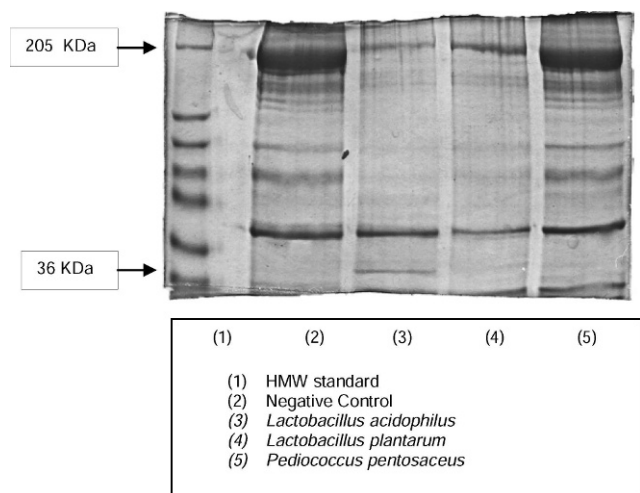 205 KDa
36 KDa
(1) (2) (3) (4) (5)
(1) HMW standard
(2) Negative Control
(3) Lactobacillus acidophilus
(4) Lactobacillus plantarum
(5) Pediococcus pentosaceus